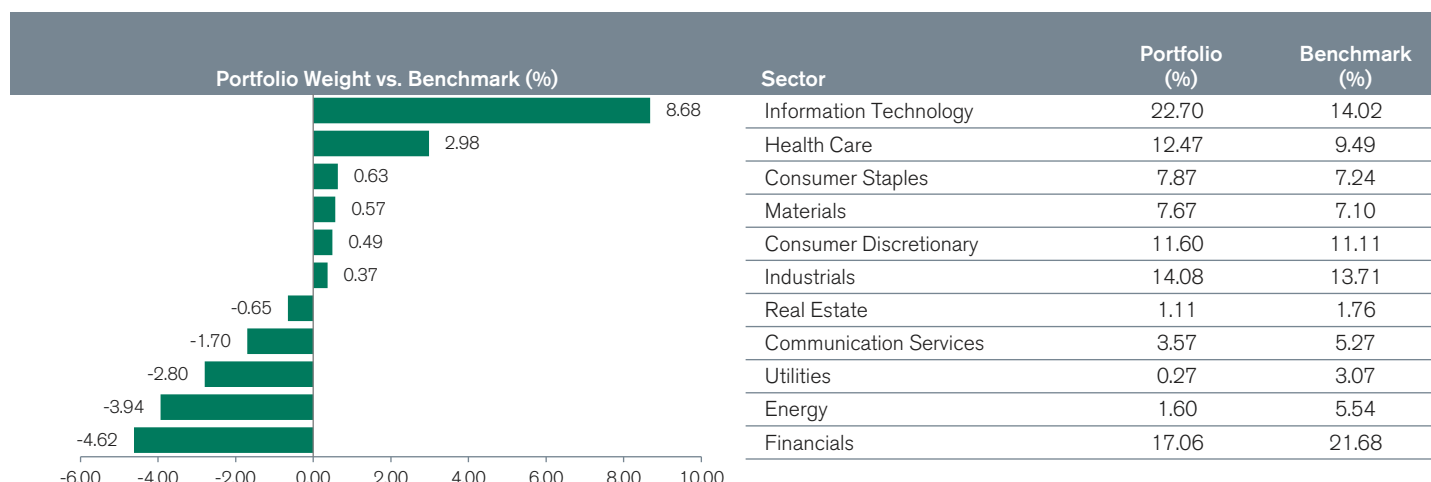 Portfolio Weight vs. Benchmark (%)
Sector
Portfolio
(%)
Benchmark
(%)
8.68
Information Technology 22.70 14.02
2.98
Health Care 12.47 9.49
0.63
Consumer Staples 7.87 7.24
0.57
Materials 7.67 7.10
0.49
Consumer Discretionary 11.60 11.11
0.37
Industrials 14.08 13.71
-0.65
Real Estate 1.11 1.76
-1.70
Communication Services 3.57 5.27
-2.80
Utilities 0.27 3.07
-3.94
Energy 1.60 5.54
-4.62
Financials 17.06 21.68
-6.00 -4.00 -2.00 0.00 2.00 4.00 6.00 8.00 10.00